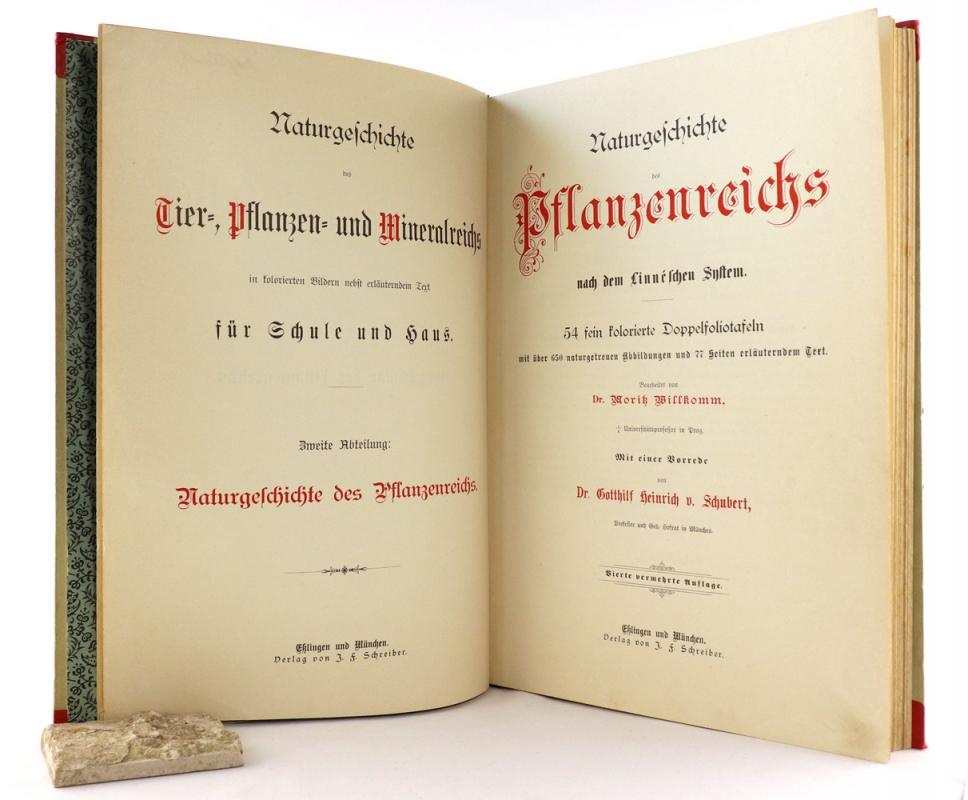 Naturgeschichte
des
Tier-, Pflanzen- und Mineralreichs
in kolorierten Bildern nebst erläuterndem Text
für Schule und Haus.
Zweite Abteilung:
Naturgeschichte des Pflanzenreichs.
Eßlingen und München.
Verlag von J. F. Schreiber.
Naturgeschichte
des
Pflanzenreichs
nach dem Linné'schen System.
54 fein kolorierte Doppelfoliotafeln
mit über 650 naturgetreuen Abbildungen und 77 Seiten erläuterndem Text.
Bearbeitet von
Dr. Moritz Willkomm,
† Universitätsprofessor in Prag.
Mit einer Vorrede
von
Dr. Gotthilf Heinrich v. Schubert,
Professor und Geh. Hofrat in München.
Vierte vermehrte Auflage.
Eßlingen und München.
Verlag von J. F. Schreiber.